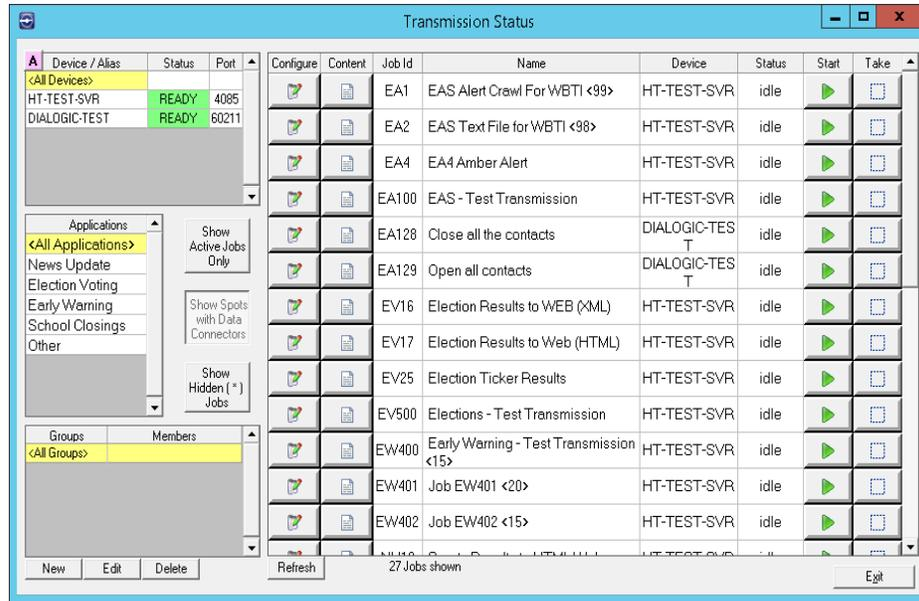 Transmission Status
A Device / Alias Status Port
<All Devices>
HT-TEST-SVR READY 4085
DIALOGIC-TEST READY 60211
Applications
<All Applications>
News Update
Election Voting
Early Warning
School Closings
Other
Show
Active Jobs
Only
Show Spots
with Data
Connectors
Show
Hidden ( * )
Jobs
Groups Members
<All Groups>
New Edit Delete
Configure Content Job Id Name Device Status Start Take
EA1 EAS Alert Crawl For WBTI <99> HT-TEST-SVR idle
EA2 EAS Text File for WBTI <98> HT-TEST-SVR idle
EA4 EA4 Amber Alert HT-TEST-SVR idle
EA100 EAS - Test Transmission HT-TEST-SVR idle
EA128 Close all the contacts DIALOGIC-TES
T idle
EA129 Open all contacts DIALOGIC-TES
T idle
EV16 Election Results to WEB (XML) HT-TEST-SVR idle
EV17 Election Results to Web (HTML) HT-TEST-SVR idle
EV25 Election Ticker Results HT-TEST-SVR idle
EV500 Elections - Test Transmission HT-TEST-SVR idle
EW400 Early Warning - Test Transmission
<15> HT-TEST-SVR idle
EW401 Job EW401 <20> HT-TEST-SVR idle
EW402 Job EW402 <15> HT-TEST-SVR idle
Refresh 27 Jobs shown
Exit